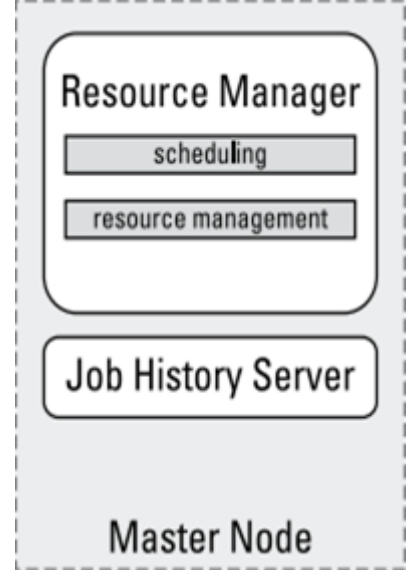 Resource Manager
scheduling
resource management
Job History Server
Master Node